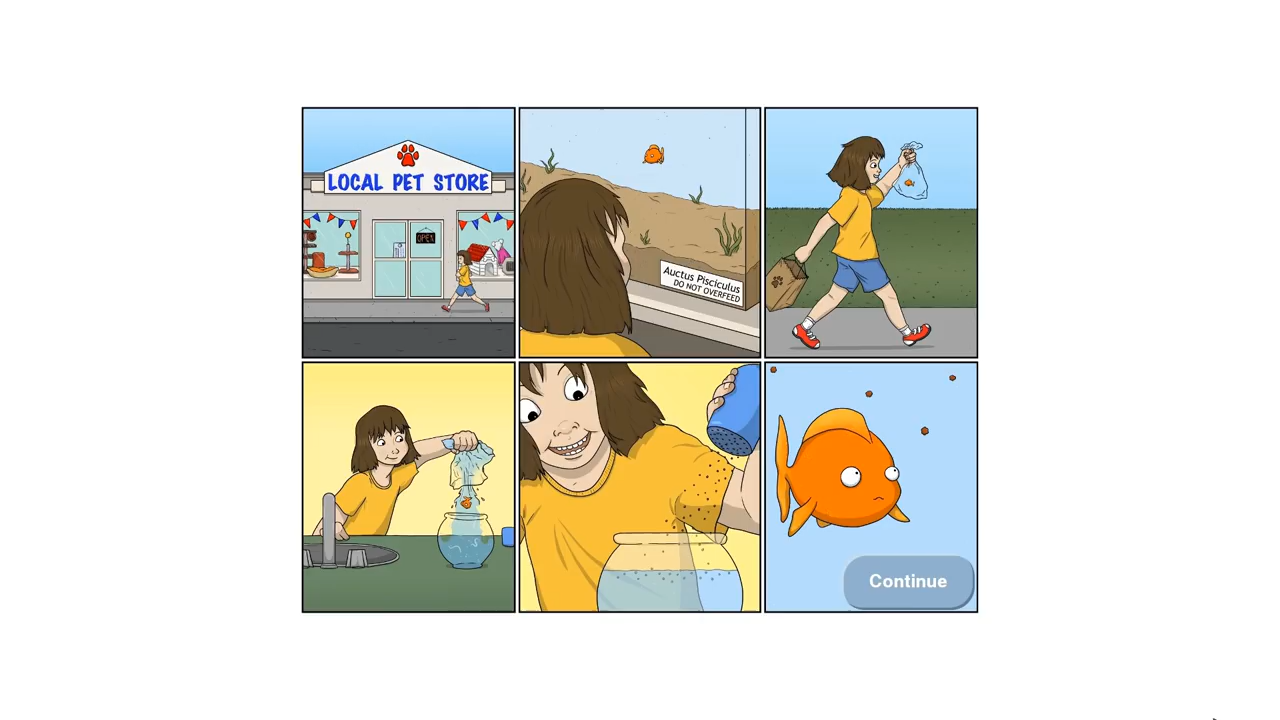 LOCAL PET STORE
OPEN
Auctus Pisciculus
DO NOT OVERFEED
Continue